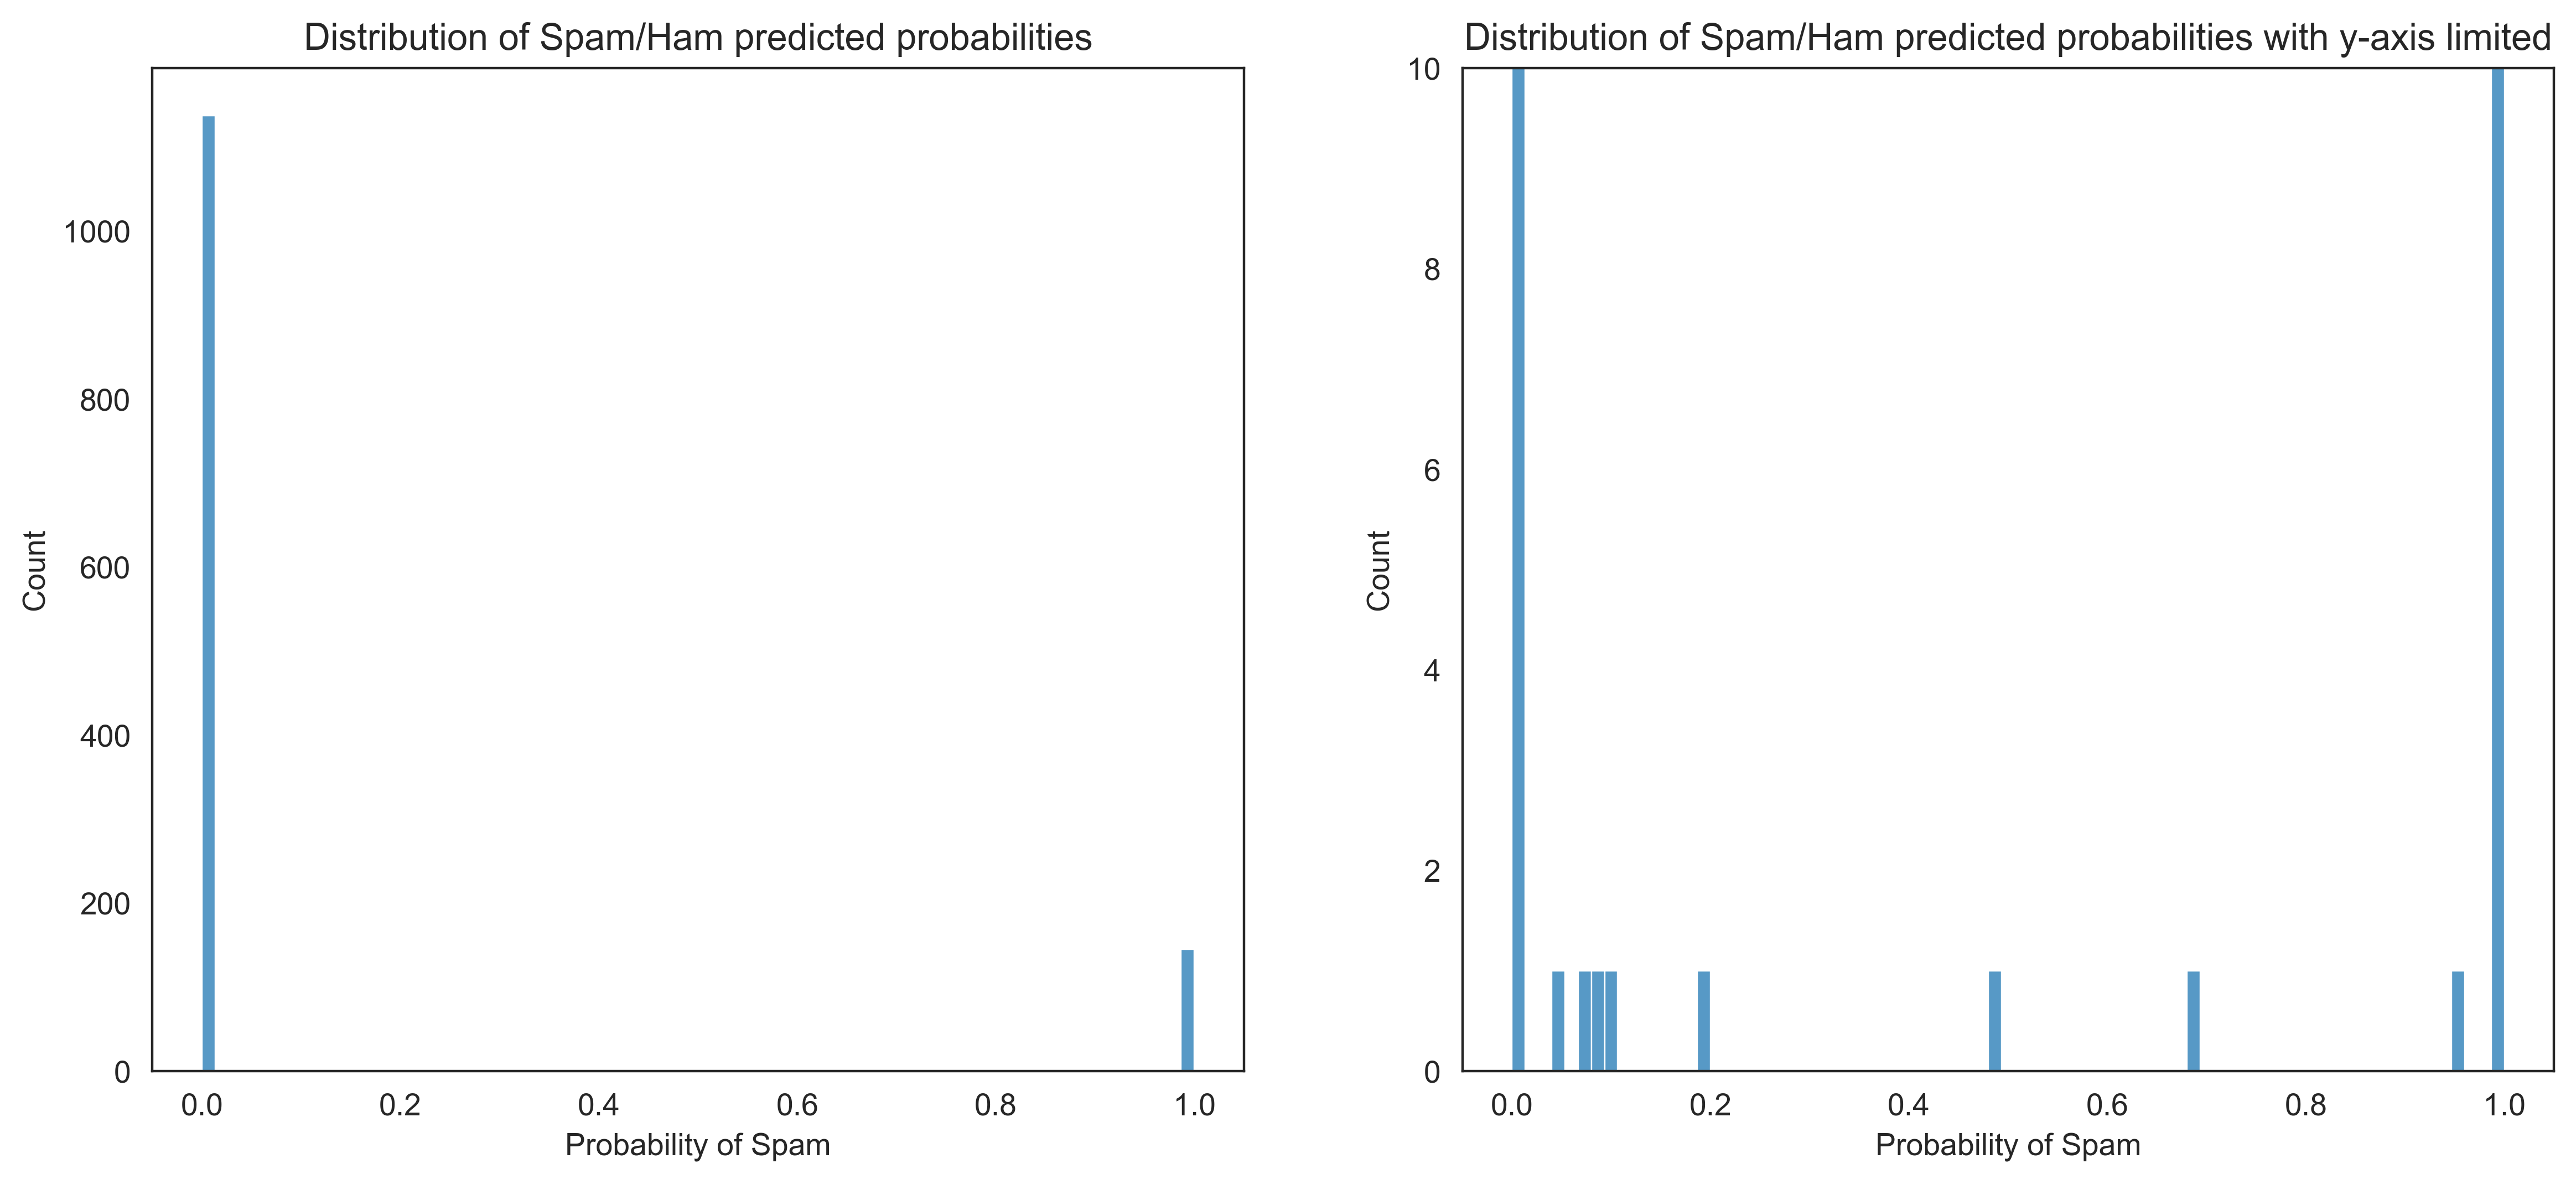 Distribution of Spam/Ham predicted probabilities
Count
1000
800
600
400
200
0
0.0 0.2 0.4 0.6 0.8 1.0
Probability of Spam
Distribution of Spam/Ham predicted probabilities with y-axis limited
Count
10
8
6
4
2
0
0.0 0.2 0.4 0.6 0.8 1.0
Probability of Spam